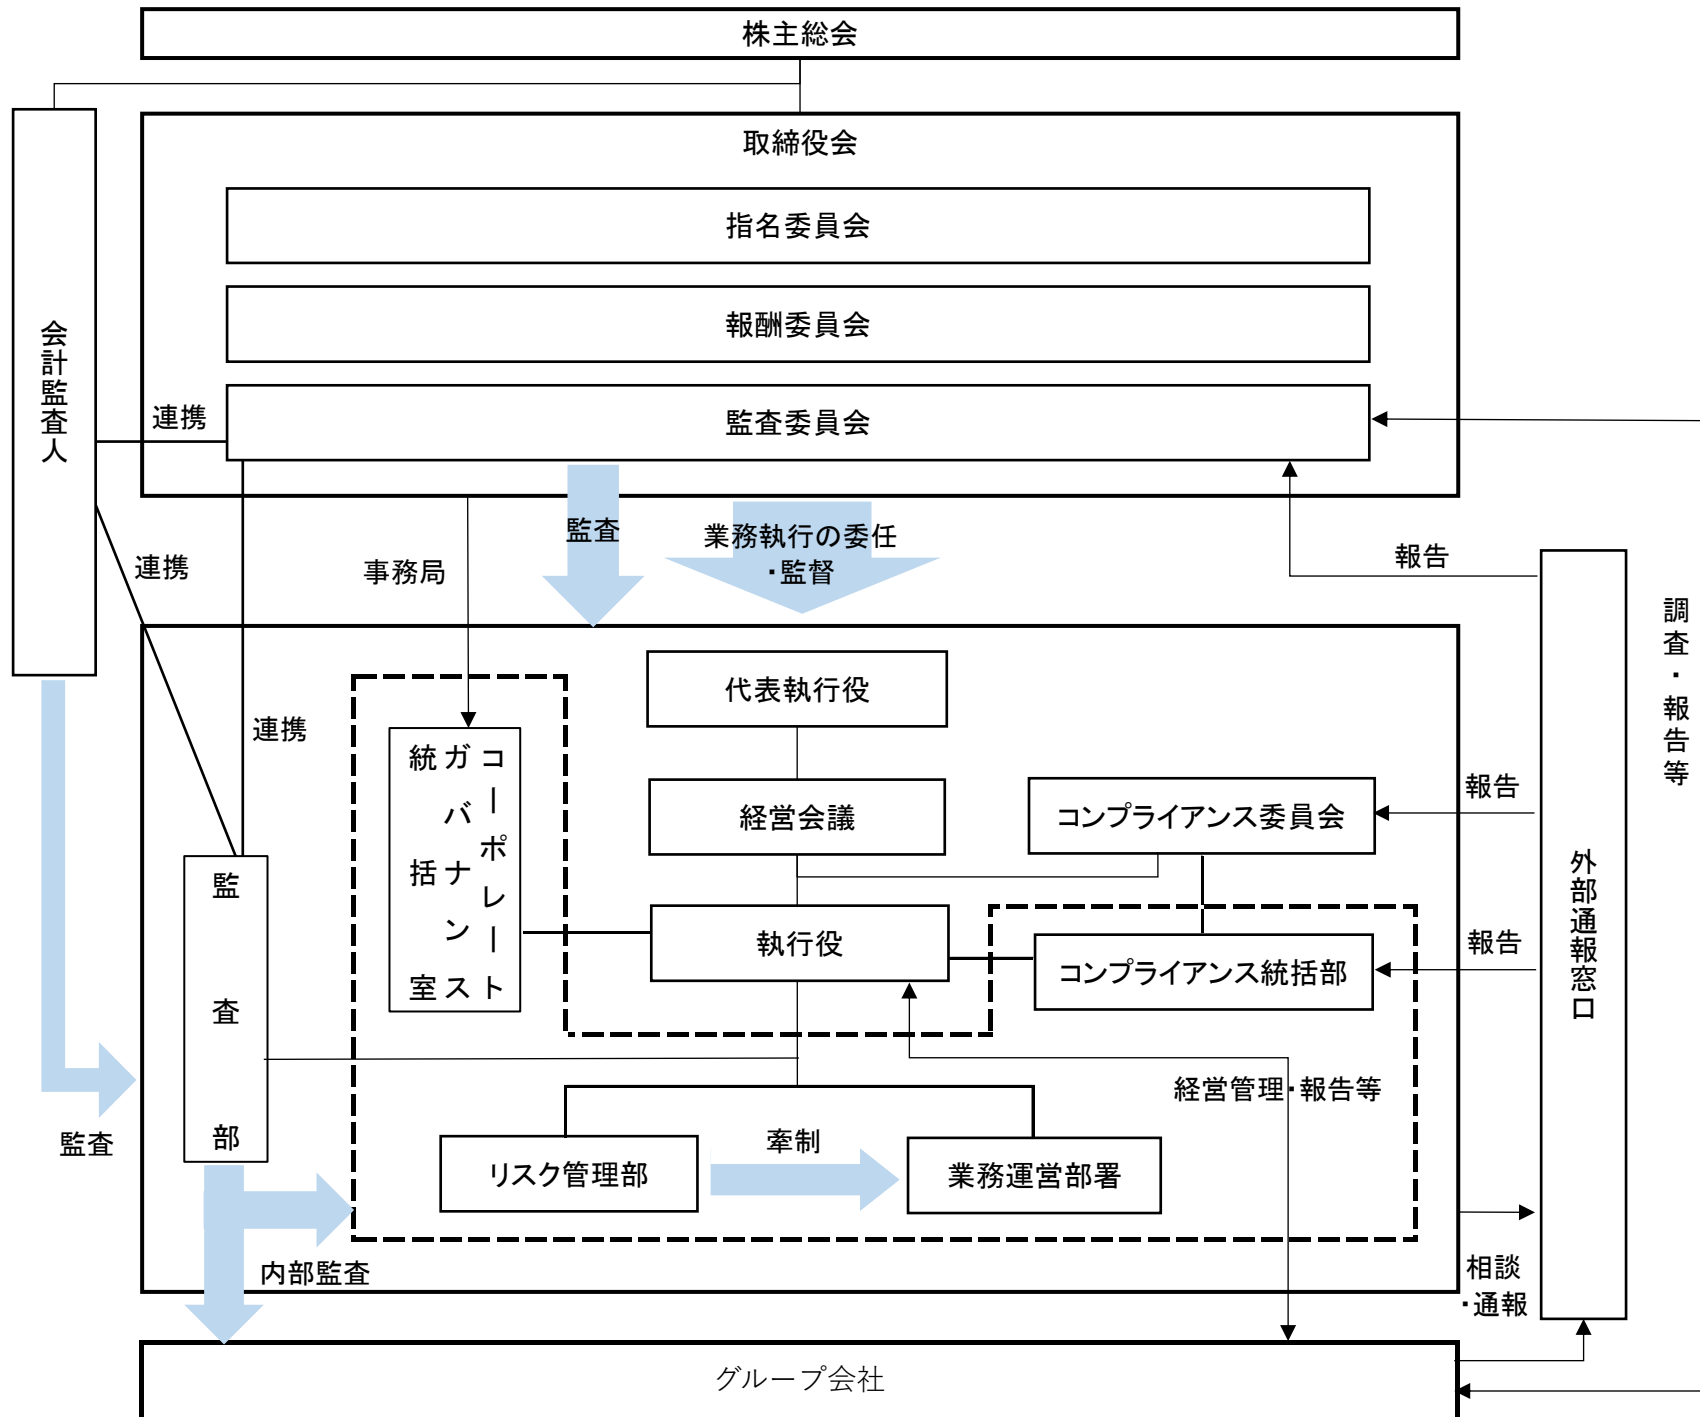 株主総会
取締役会
指名委員会
報酬委員会
監査委員会
会計監査人
連携
連携
事務局
監査
業務執行の委任
・監督
報告
調査・報告等
代表執行役
連携
コーポレート
ガバナンス
統括室
経営会議
コンプライアンス委員会
報告
外部通報窓口
監査部
執行役
コンプライアンス統括部
報告
経営管理・報告等
監査
リスク管理部
牽制
業務運営部署
内部監査
相談
・通報
グループ会社